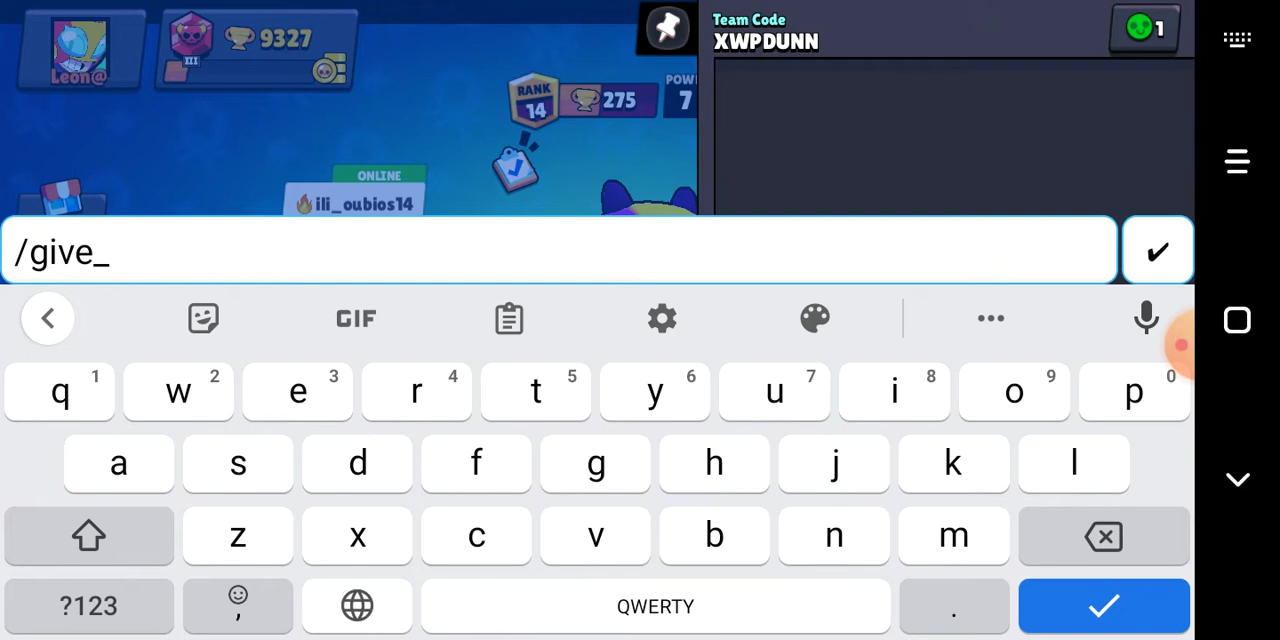 Leon@
III
9327
RANK
14
275
POW
7
Team Code
XWPDUNN
1
ONLINE
ili_oubios14
/give_
GIF
q 1 w 2 e 3 r 4 t 5 y 6 u 7 i 8 o 9 p 0
a s d f g h j k l
z x c v b n m
?123 , QWERTY .